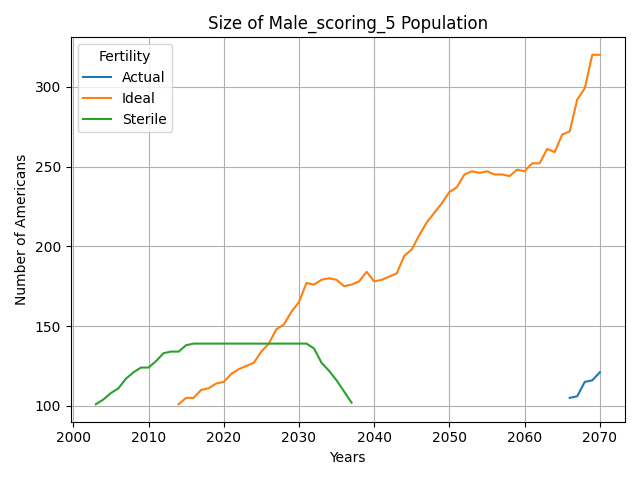 Size of Male_scoring_5 Population
Fertility
Actual
Ideal
Sterile
Number of Americans
300
250
200
150
100
2000
2010
2020
2030
2040
2050
2060
2070
Years